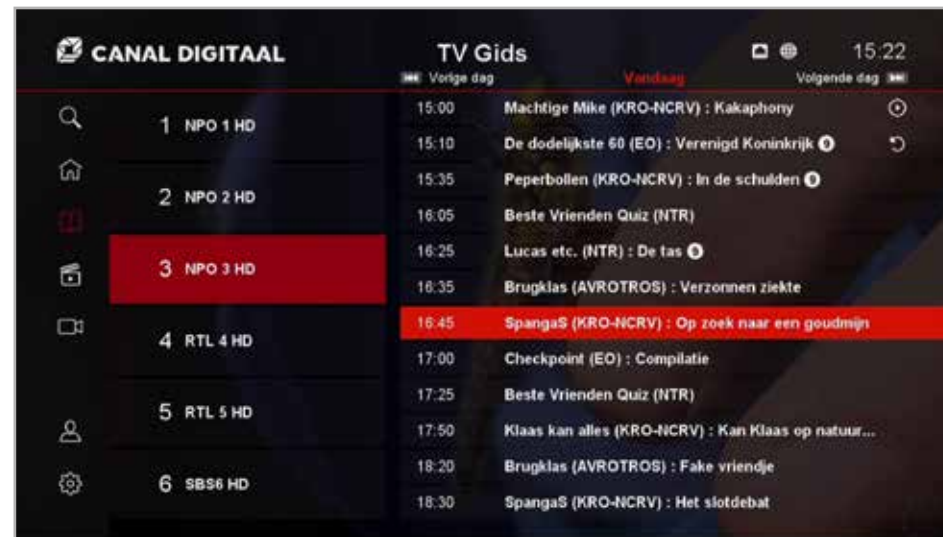 CANAL DIGITAAL
TV Gids
15:22
Vorige dag
Vandaag
Volgende dag
1 NPO 1 HD
2 NPO 2 HD
3 NPO 3 HD
4 RTL 4 HD
5 RTL 5 HD
6 SBS6 HD
15:00 Machtige Mike (KRO-NCRV) : Kakaphony
15:10 De dodelijkste 60 (EO) : Verenigd Koninkrijk 9
15:35 Peperbollen (KRO-NCRV) : In de schulden 9
16:05 Beste Vrienden Quiz (NTR)
16:25 Lucas etc. (NTR) : De tas 9
16:35 Brugklas (AVROTROS) : Verzonnen ziekte
16:45 SpangaS (KRO-NCRV) : Op zoek naar een goudmijn
17:00 Checkpoint (EO) : Compilatie
17:25 Beste Vrienden Quiz (NTR)
17:50 Klaas kan alles (KRO-NCRV) : Kan Klaas op natuur...
18:20 Brugklas (AVROTROS) : Fake vriendje
18:30 SpangaS (KRO-NCRV) : Het slotdebat